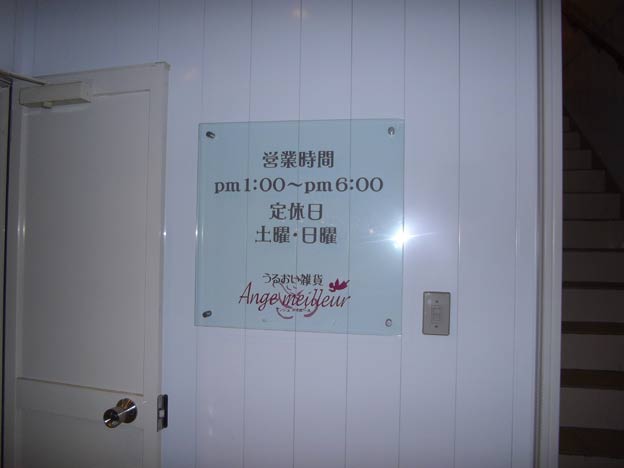 営業時間
pm1:00～pm6:00
定休日
土曜・日曜
うるおい雑貨
Ange meilleur